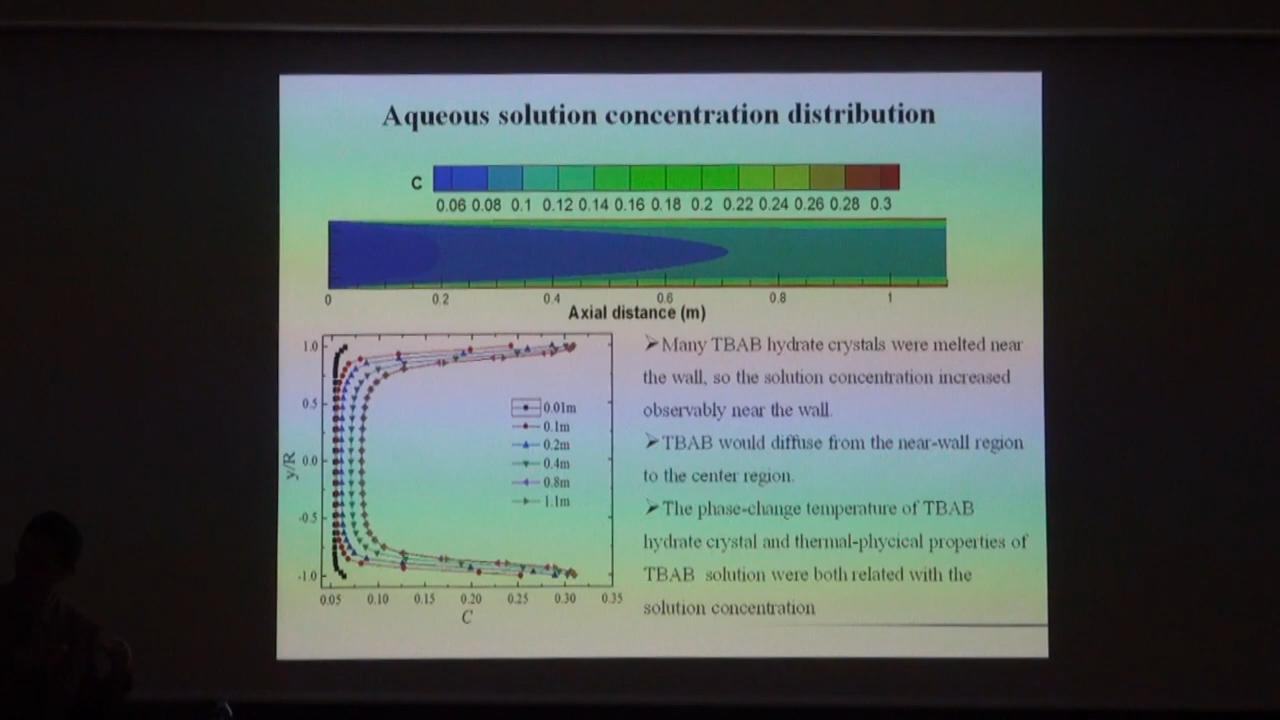 Aqueous solution concentration distribution
C
0.06 0.08 0.1 0.12 0.14 0.16 0.18 0.2 0.22 0.24 0.26 0.28 0.3
0 0.2 0.4 0.6 0.8 1
Axial distance (m)
1.0
0.5
0.0
-0.5
-1.0
y/R
0.01m
0.1m
0.2m
0.4m
0.8m
1.1m
0.05 0.10 0.15 0.20 0.25 0.30 0.35
C
➢Many TBAB hydrate crystals were melted near
the wall, so the solution concentration increased
observably near the wall.
➢TBAB would diffuse from the near-wall region
to the center region.
➢The phase-change temperature of TBAB
hydrate crystal and thermal-phycical properties of
TBAB solution were both related with the
solution concentration